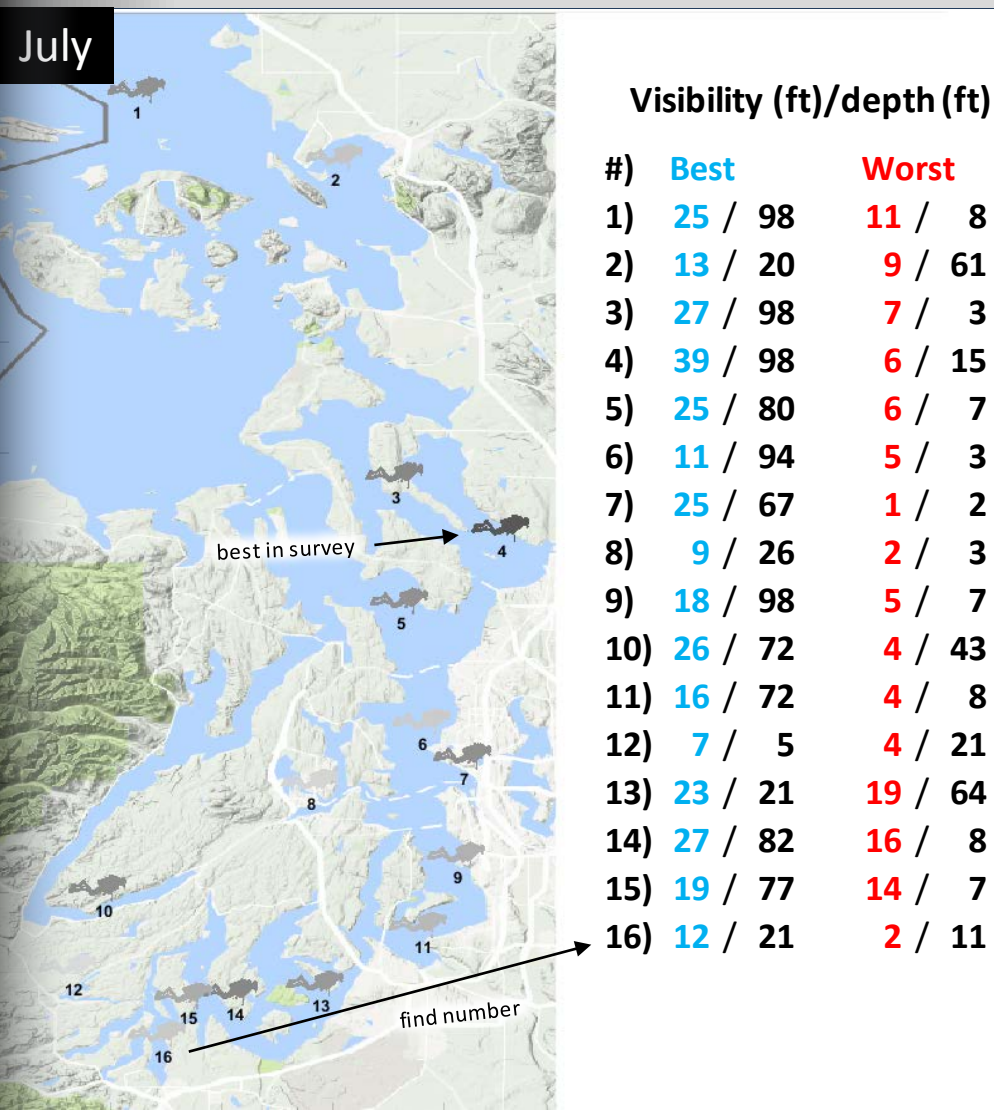 July
Visibility (ft)/depth (ft)
#) Best Worst
1) 25 / 98 11 / 8
2) 13 / 20 9 / 61
3) 27 / 98 7 / 3
4) 39 / 98 6 / 15
5) 25 / 80 6 / 7
6) 11 / 94 5 / 3
7) 25 / 67 1 / 2
8) 9 / 26 2 / 3
9) 18 / 98 5 / 7
10) 26 / 72 4 / 43
11) 16 / 72 4 / 8
12) 7 / 5 4 / 21
13) 23 / 21 19 / 64
14) 27 / 82 16 / 8
15) 19 / 77 14 / 7
16) 12 / 21 2 / 11
1
2
3
best in survey
4
5
6
7
8
9
10
11
12
13
14
15
find number
16